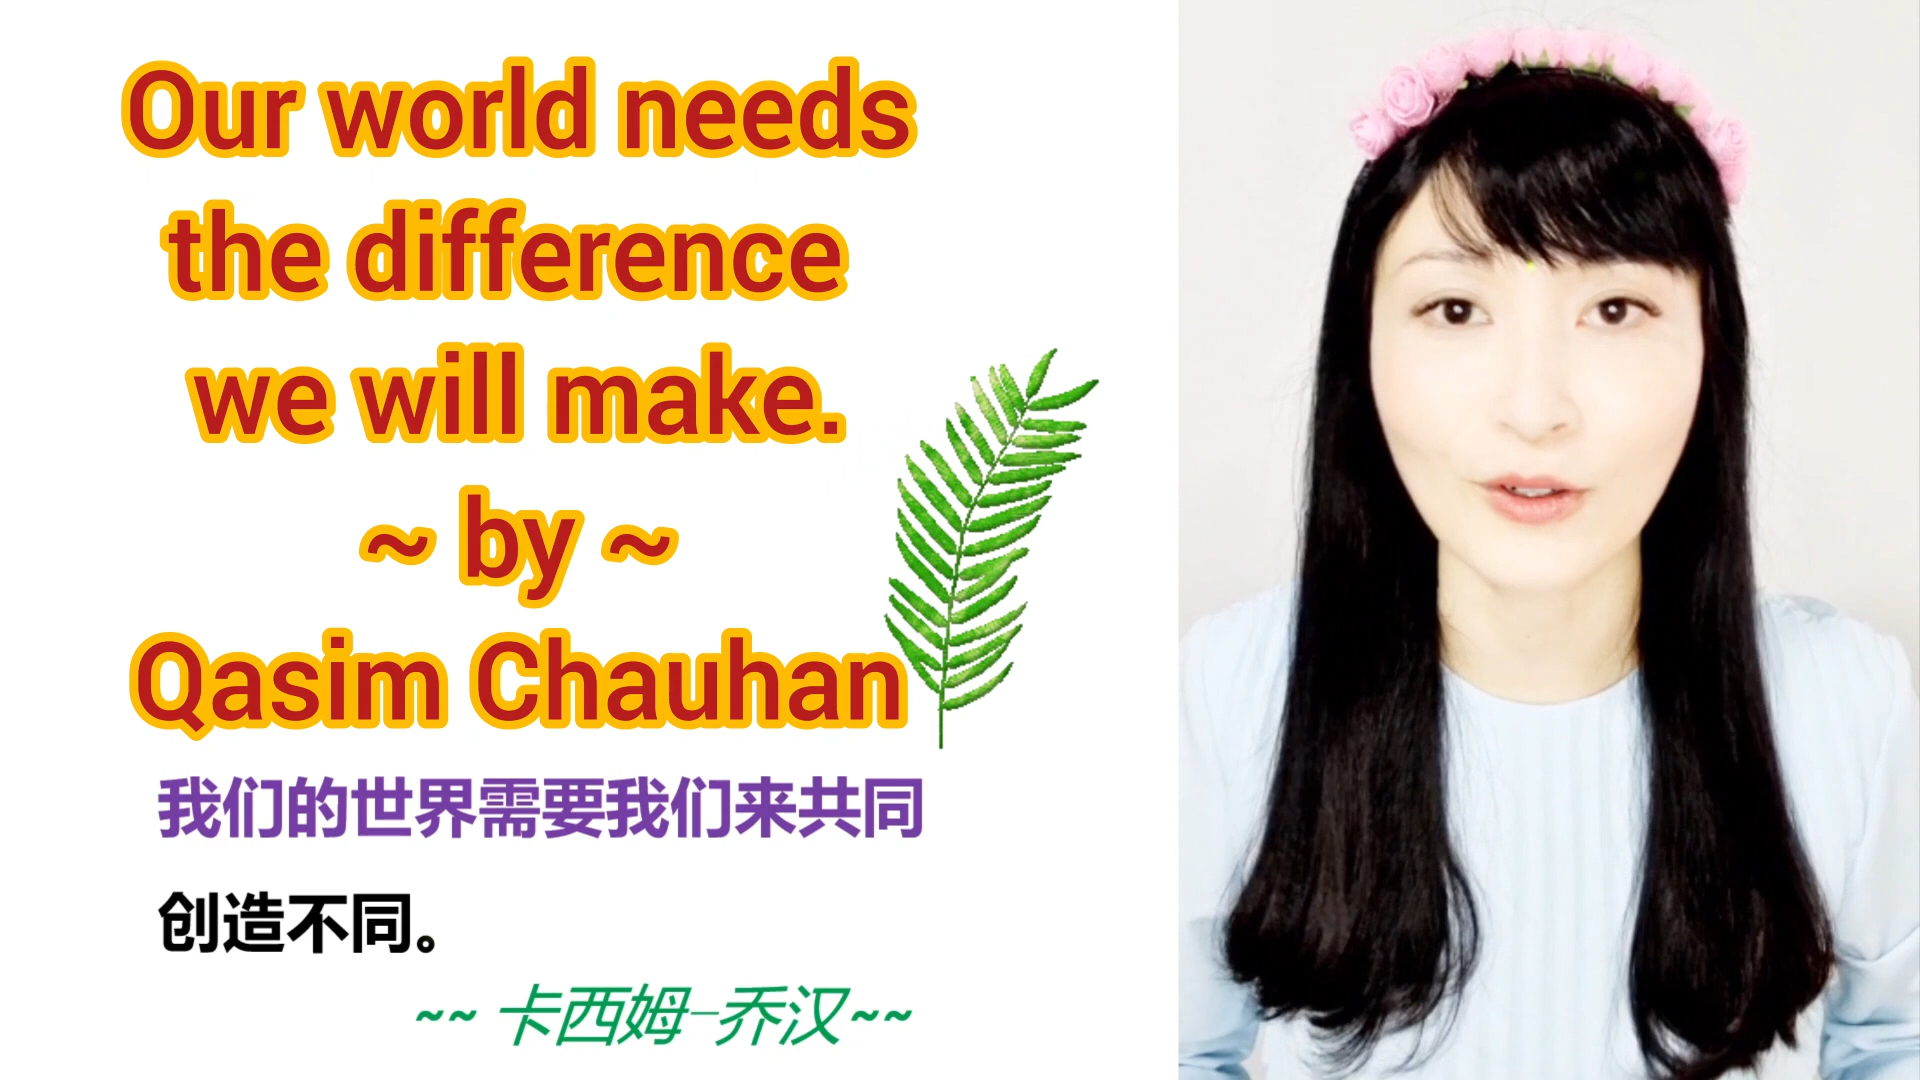 Our world needs
the difference
we will make.
~ by ~
Qasim Chauhan
我们的世界需要我们来共同
创造不同。
~~ 卡西姆-乔汉~~